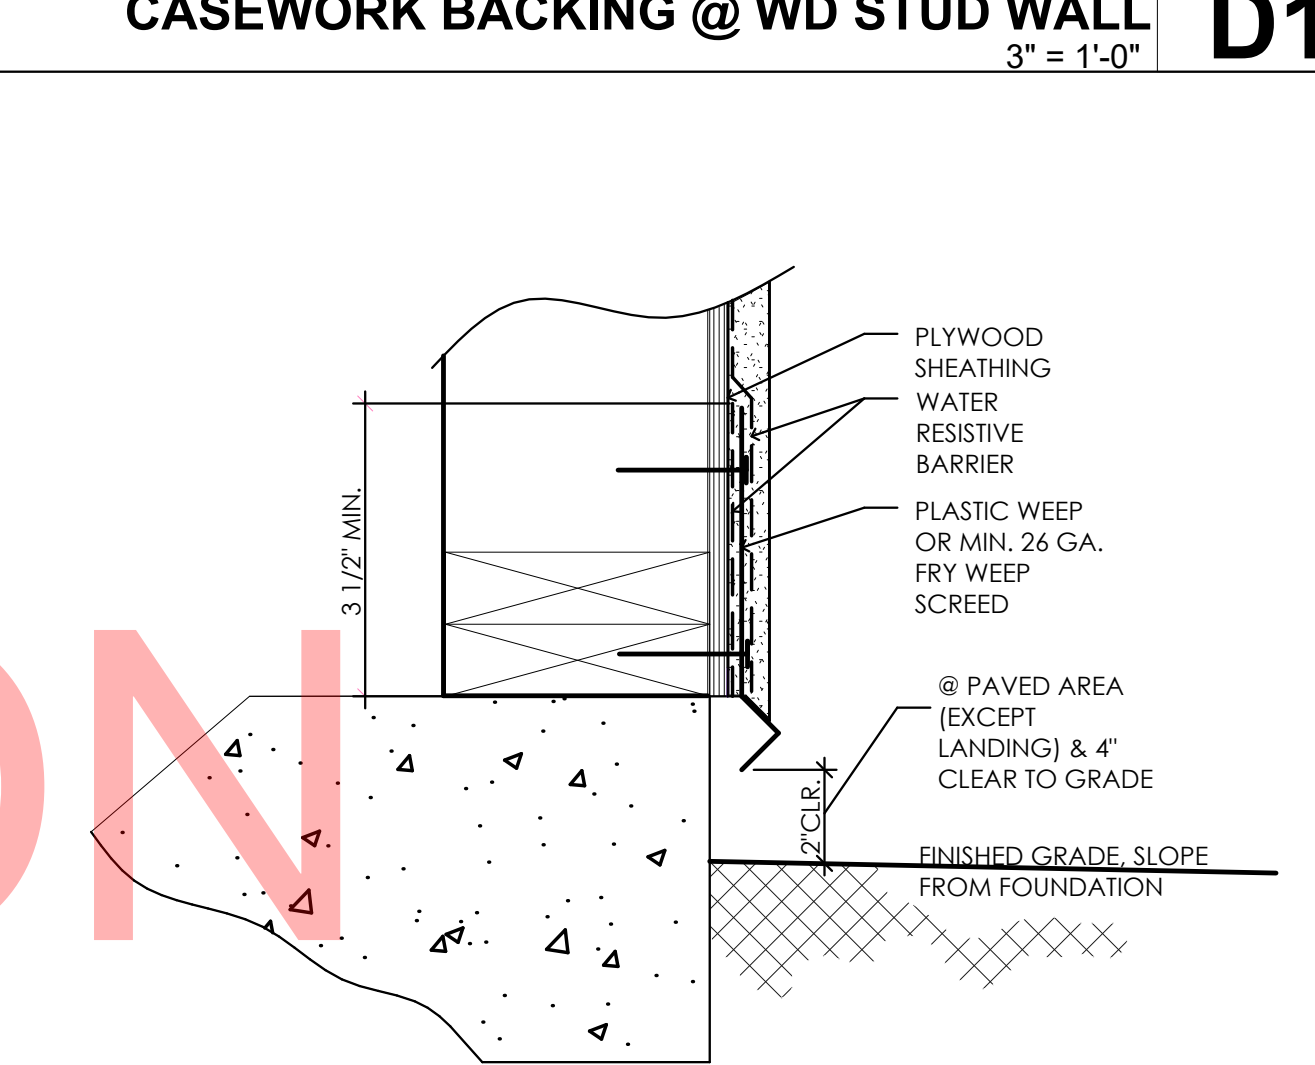 CASEWORK BACKING @ WD STUD WALL
3" = 1'-0"
D1
PLYWOOD
SHEATHING
WATER
RESISTIVE
BARRIER
PLASTIC WEEP
OR MIN. 26 GA.
FRY WEEP
SCREED
3 1/2" MIN.
@ PAVED AREA
(EXCEPT
LANDING) & 4"
CLEAR TO GRADE
2"CLR.
FINISHED GRADE, SLOPE
FROM FOUNDATION
ON